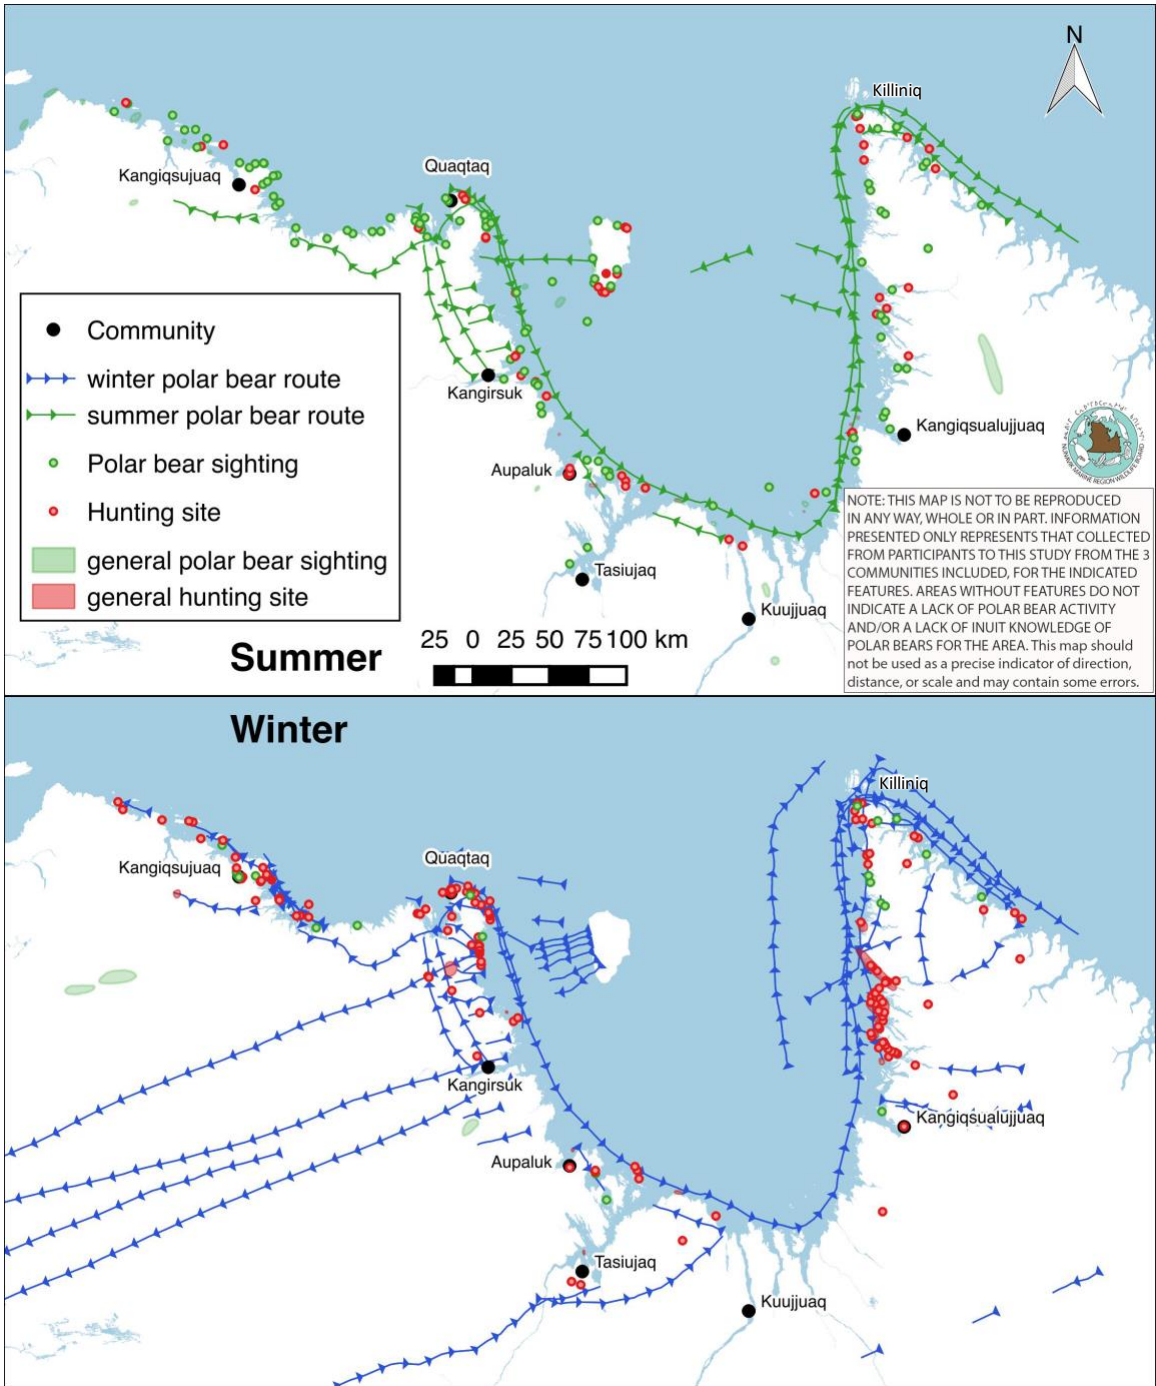 N
Killiniq
Quaqtaq
Kangiqsujuaq
Community
winter polar bear route
summer polar bear route
Polar bear sighting
Hunting site
general polar bear sighting
general hunting site
Kangirsuk
Kangiqsualujjuaq
Aupaluk
Tasiujaq
Kuujjuaq
NOTE: THIS MAP IS NOT TO BE REPRODUCED
IN ANY WAY, WHOLE OR IN PART. INFORMATION
PRESENTED ONLY REPRESENTS THAT COLLECTED
FROM PARTICIPANTS TO THIS STUDY FROM THE 3
COMMUNITIES INCLUDED, FOR THE INDICATED
FEATURES. AREAS WITHOUT FEATURES DO NOT
INDICATE A LACK OF POLAR BEAR ACTIVITY
AND/OR A LACK OF INUIT KNOWLEDGE OF
POLAR BEARS FOR THE AREA. This map should
not be used as a precise indicator of direction,
distance, or scale and may contain some errors.
25 0 25 50 75 100 km
Summer
Winter
Killiniq
Quaqtaq
Kangiqsujuaq
Kangirsuk
Kangiqsualujjuaq
Aupaluk
Tasiujaq
Kuujjuaq